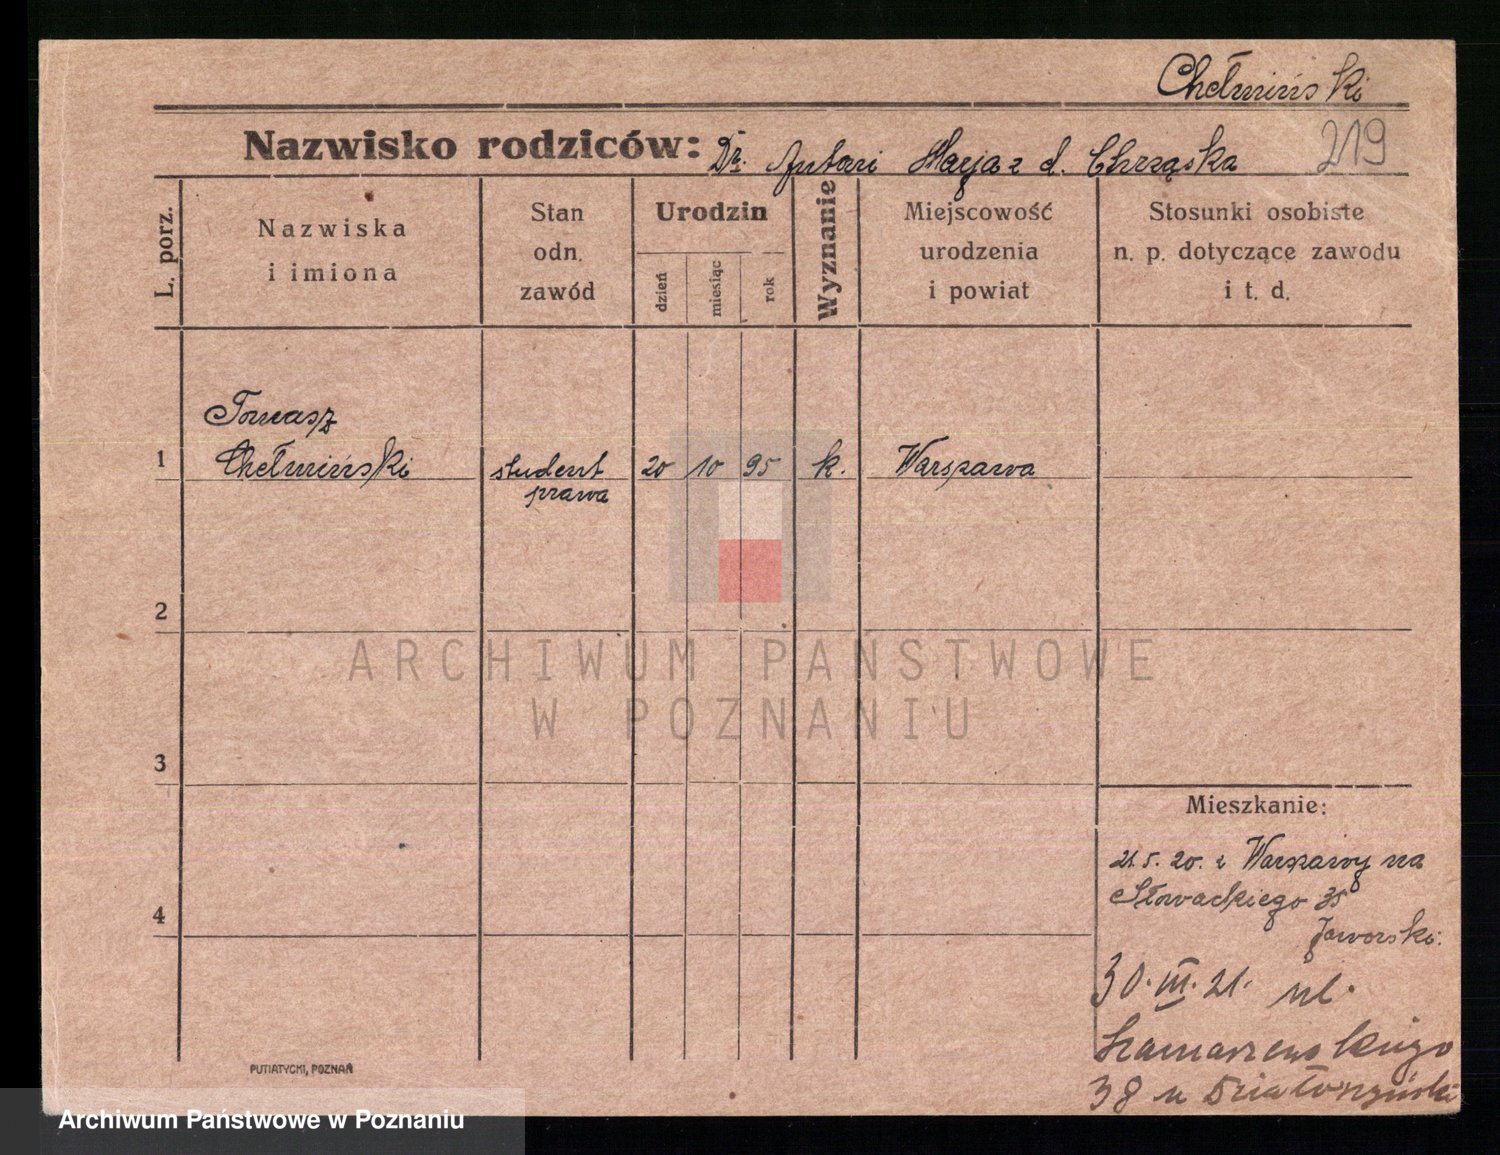 Chełmiński
Nazwisko rodziców: Dr. Antoni Marja z d. Chrząska 219
L. porz.
Nazwiska
i imiona
Stan
odn.
zawód
Urodzin
dzień
miesiąc
rok
Wyznanie
Miejscowość
urodzenia
i powiat
Stosunki osobiste
n. p. dotyczące zawodu
i t. d.
Tomasz
1 Chełmiński student 20 10 95 k. Warszawa
prawa
2
ARCHIWUM PAŃSTWOWE
W POZNANIU
3
Mieszkanie:
21.5.20. z Warszawy na
Słowackiego 35
4
Jaworski.
30.III.21. ul.
Szamarzewskiego
38 u Działoszyński
PUTIATYCKI, POZNAŃ
Archiwum Państwowe w Poznaniu